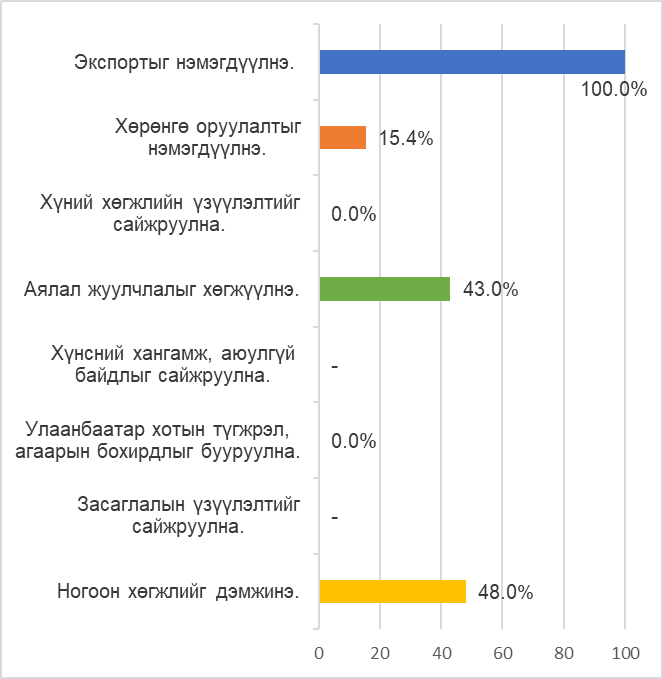 Экспортыг нэмэгдүүлнэ.
100.0%
Хөрөнгө оруулалтыг
нэмэгдүүлнэ.
15.4%
Хүний хөгжлийн үзүүлэлтийг
сайжруулна.
0.0%
Аялал жуулчлалыг хөгжүүлнэ.
43.0%
Хүнсний хангамж, аюулгүй
байдлыг сайжруулна.
-
Улаанбаатар хотын түгжрэл,
агаарын бохирдлыг бууруулна.
0.0%
Засаглалын үзүүлэлтийг
сайжруулна.
-
Ногоон хөгжлийг дэмжинэ.
48.0%
0 20 40 60 80 100